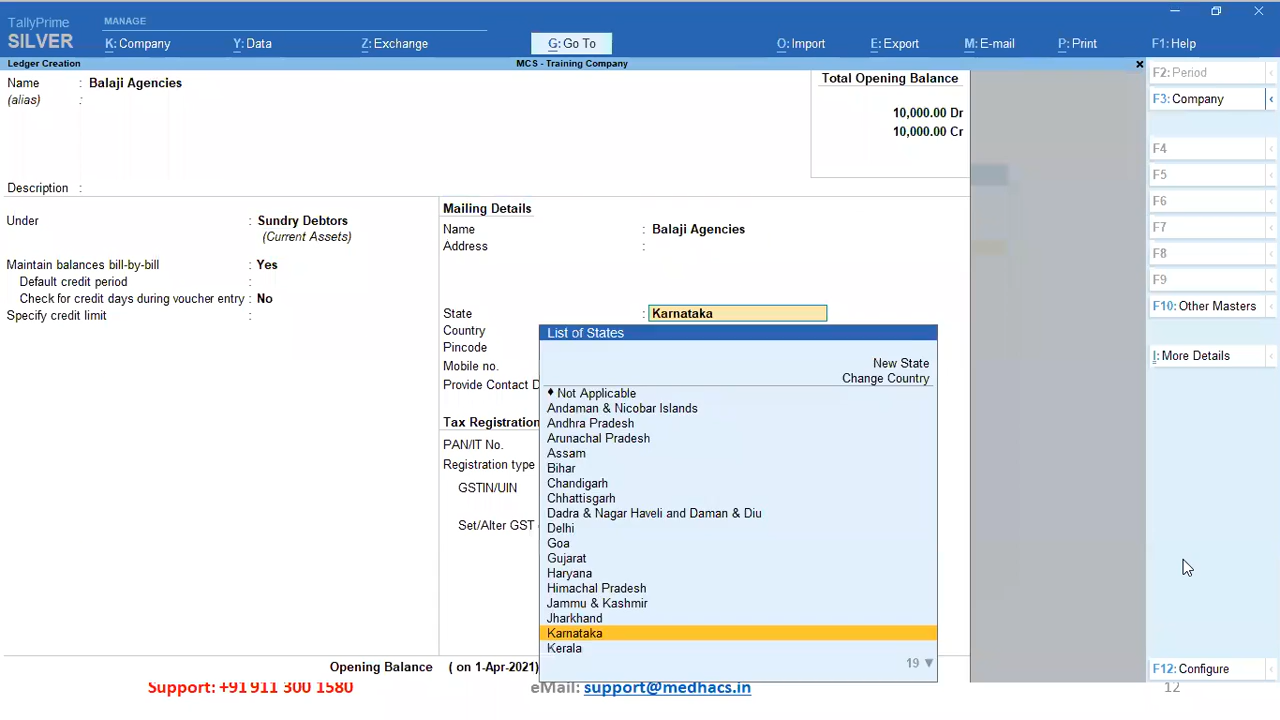 TallyPrime
MANAGE
SILVER
K: Company
Y: Data
Z: Exchange
G: Go To
O: Import
E: Export
M: E-mail
P: Print
F1: Help
Ledger Creation
MCS - Training Company
×
Name : Balaji Agencies
(alias) :
Total Opening Balance
10,000.00 Dr
10,000.00 Cr
Description :
Under : Sundry Debtors
(Current Assets)
Maintain balances bill-by-bill : Yes
Default credit period :
Check for credit days during voucher entry : No
Specify credit limit :
Mailing Details
Name : Balaji Agencies
Address :
State : Karnataka
Country
Pincode
Mobile no.
Provide Contact D
Tax Registration
PAN/IT No.
Registration type
GSTIN/UIN
Set/Alter GST
List of States
New State
Change Country
♦ Not Applicable
Andaman & Nicobar Islands
Andhra Pradesh
Arunachal Pradesh
Assam
Bihar
Chandigarh
Chhattisgarh
Dadra & Nagar Haveli and Daman & Diu
Delhi
Goa
Gujarat
Haryana
Himachal Pradesh
Jammu & Kashmir
Jharkhand
Karnataka
Kerala
19 ▼
Opening Balance ( on 1-Apr-2021)
F2: Period
F3: Company
F4
F5
F6
F7
F8
F9
F10: Other Masters
I: More Details
F12: Configure
Support: +91 911 300 1580
eMail: support@medhacs.in
12